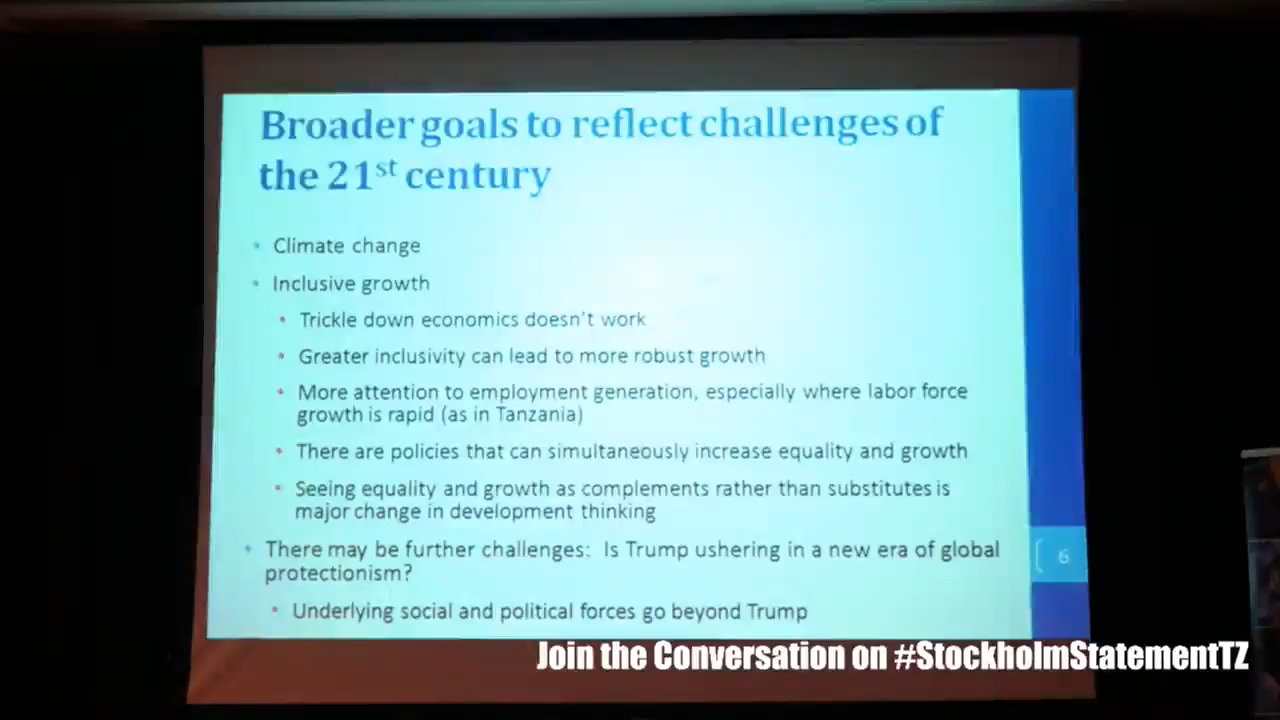 Broader goals to reflect challenges of
the 21st century
• Climate change
• Inclusive growth
• Trickle down economics doesn't work
• Greater inclusivity can lead to more robust growth
• More attention to employment generation, especially where labor force
growth is rapid (as in Tanzania)
• There are policies that can simultaneously increase equality and growth
• Seeing equality and growth as complements rather than substitutes is
major change in development thinking
• There may be further challenges: Is Trump ushering in a new era of global
protectionism?
6
• Underlying social and political forces go beyond Trump
Join the Conversation on #StockholmStatementTZ